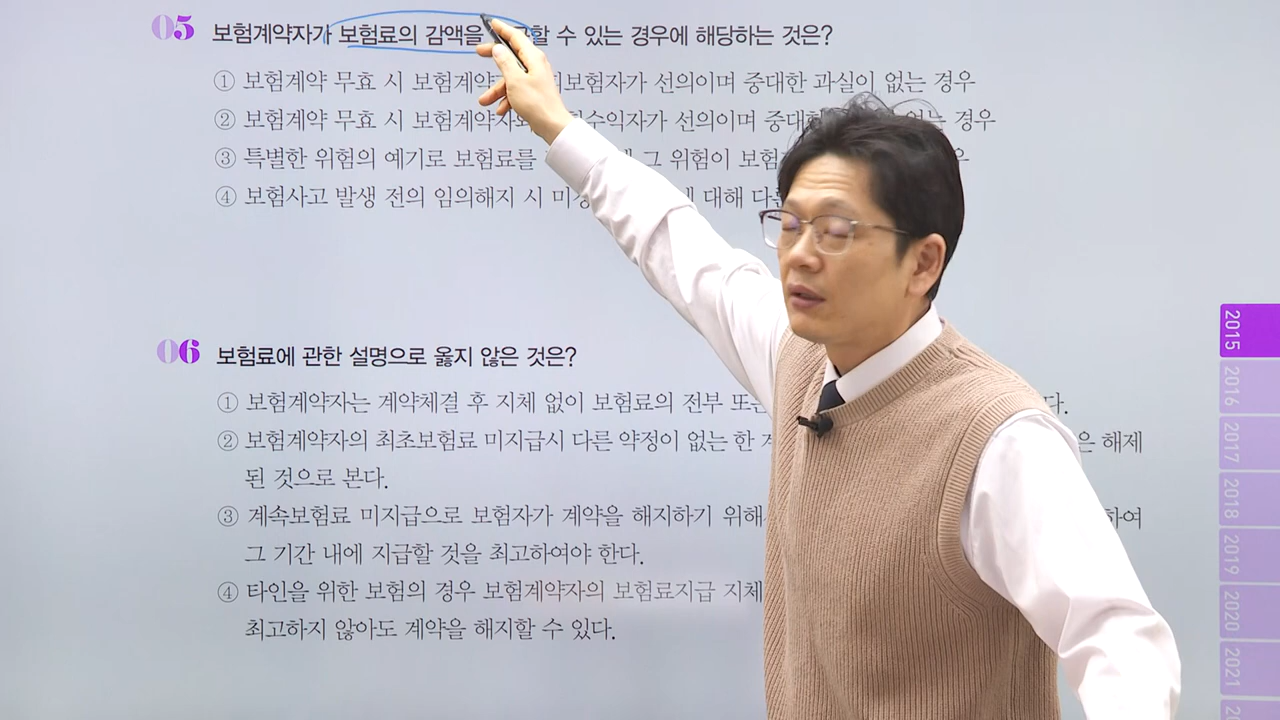 05 보험계약자가 보험료의 감액을 할 수 있는 경우에 해당하는 것은?
① 보험계약 무효 시 보험계약 피보험자가 선의이며 중대한 과실이 없는 경우
② 보험계약 무효 시 보험계약자와 수익자가 선의이며 중대한 없는 경우
③ 특별한 위험의 예기로 보험료를 그 위험이 보험
④ 보험사고 발생 전의 임의해지 시 대해
06 보험료에 관한 설명으로 옳지 않은 것은?
① 보험계약자는 계약체결 후 지체 없이 보험료의 전부 또는 다.
② 보험계약자의 최초보험료 미지급시 다른 약정이 없는 한 은 해제
된 것으로 본다.
③ 계속보험료 미지급으로 보험자가 계약을 해지하기 위해 하여
그 기간 내에 지급할 것을 최고하여야 한다.
④ 타인을 위한 보험의 경우 보험계약자의 보험료지급 지체
최고하지 않아도 계약을 해지할 수 있다.
2015
2016
2017
2018
2019
2020
2021